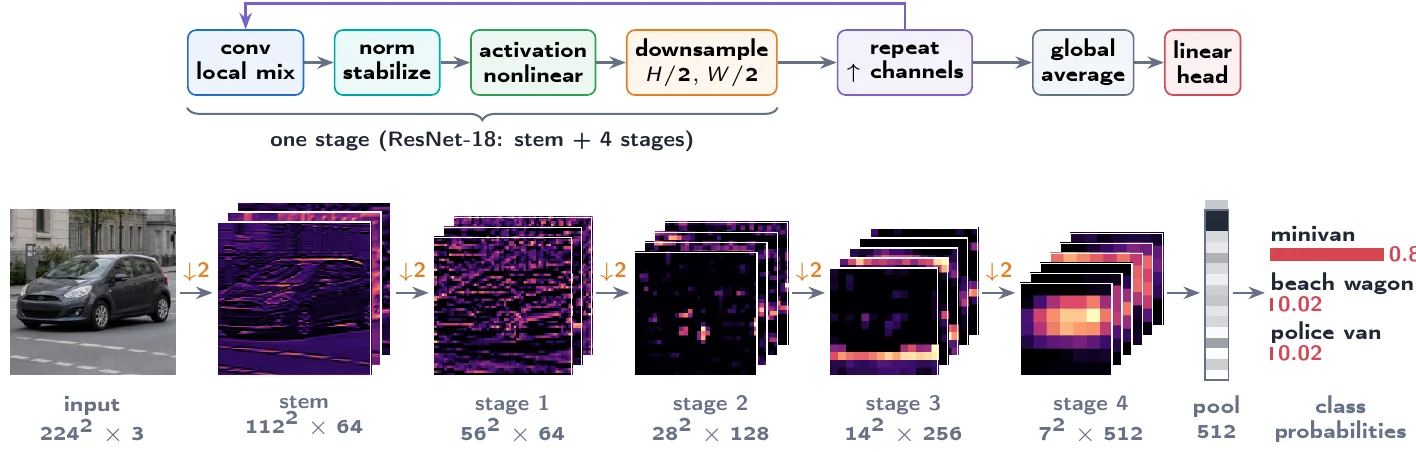 conv
local mix
norm
stabilize
activation
nonlinear
downsample
H/2, W/2
repeat
↑ channels
global
average
linear
head
one stage (ResNet-18: stem + 4 stages)
↓2
↓2
↓2
↓2
↓2
minivan
0.8
beach wagon
0.02
police van
0.02
input
224² × 3
stem
112² × 64
stage 1
56² × 64
stage 2
28² × 128
stage 3
14² × 256
stage 4
7² × 512
pool
512
class
probabilities